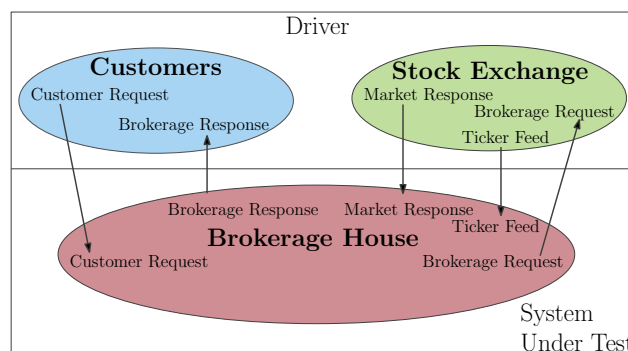 Driver
Customers
Customer Request
Brokerage Response
Stock Exchange
Market Response
Brokerage Request
Ticker Feed
Brokerage Response
Market Response
Ticker Feed
Brokerage House
Customer Request
Brokerage Request
System
Under Test